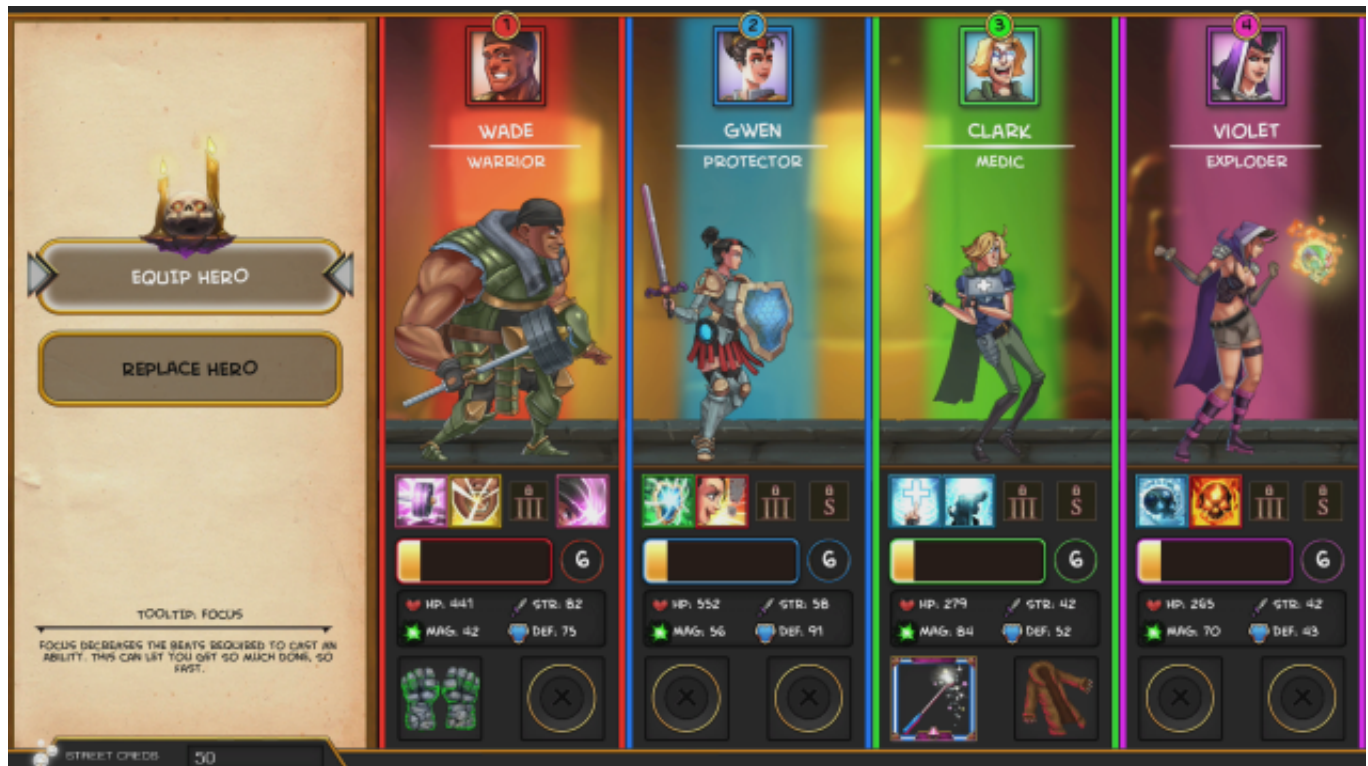 EQUIP HERO
REPLACE HERO
TOOLTIP: FOCUS
FOCUS DECREASES THE BEATS REQUIRED TO CAST AN
ABILITY. THIS CAN LET YOU GET SO MUCH DONE, SO
FAST.
STREET CREDS 50
1
WADE
WARRIOR
III
6
HP: 441 STR: 82
MAG: 42 DEF: 75
2
GWEN
PROTECTOR
III S
6
HP: 552 STR: 58
MAG: 56 DEF: 91
3
CLARK
MEDIC
III S
6
HP: 279 STR: 42
MAG: 84 DEF: 52
4
VIOLET
EXPLODER
III S
6
HP: 265 STR: 42
MAG: 70 DEF: 43